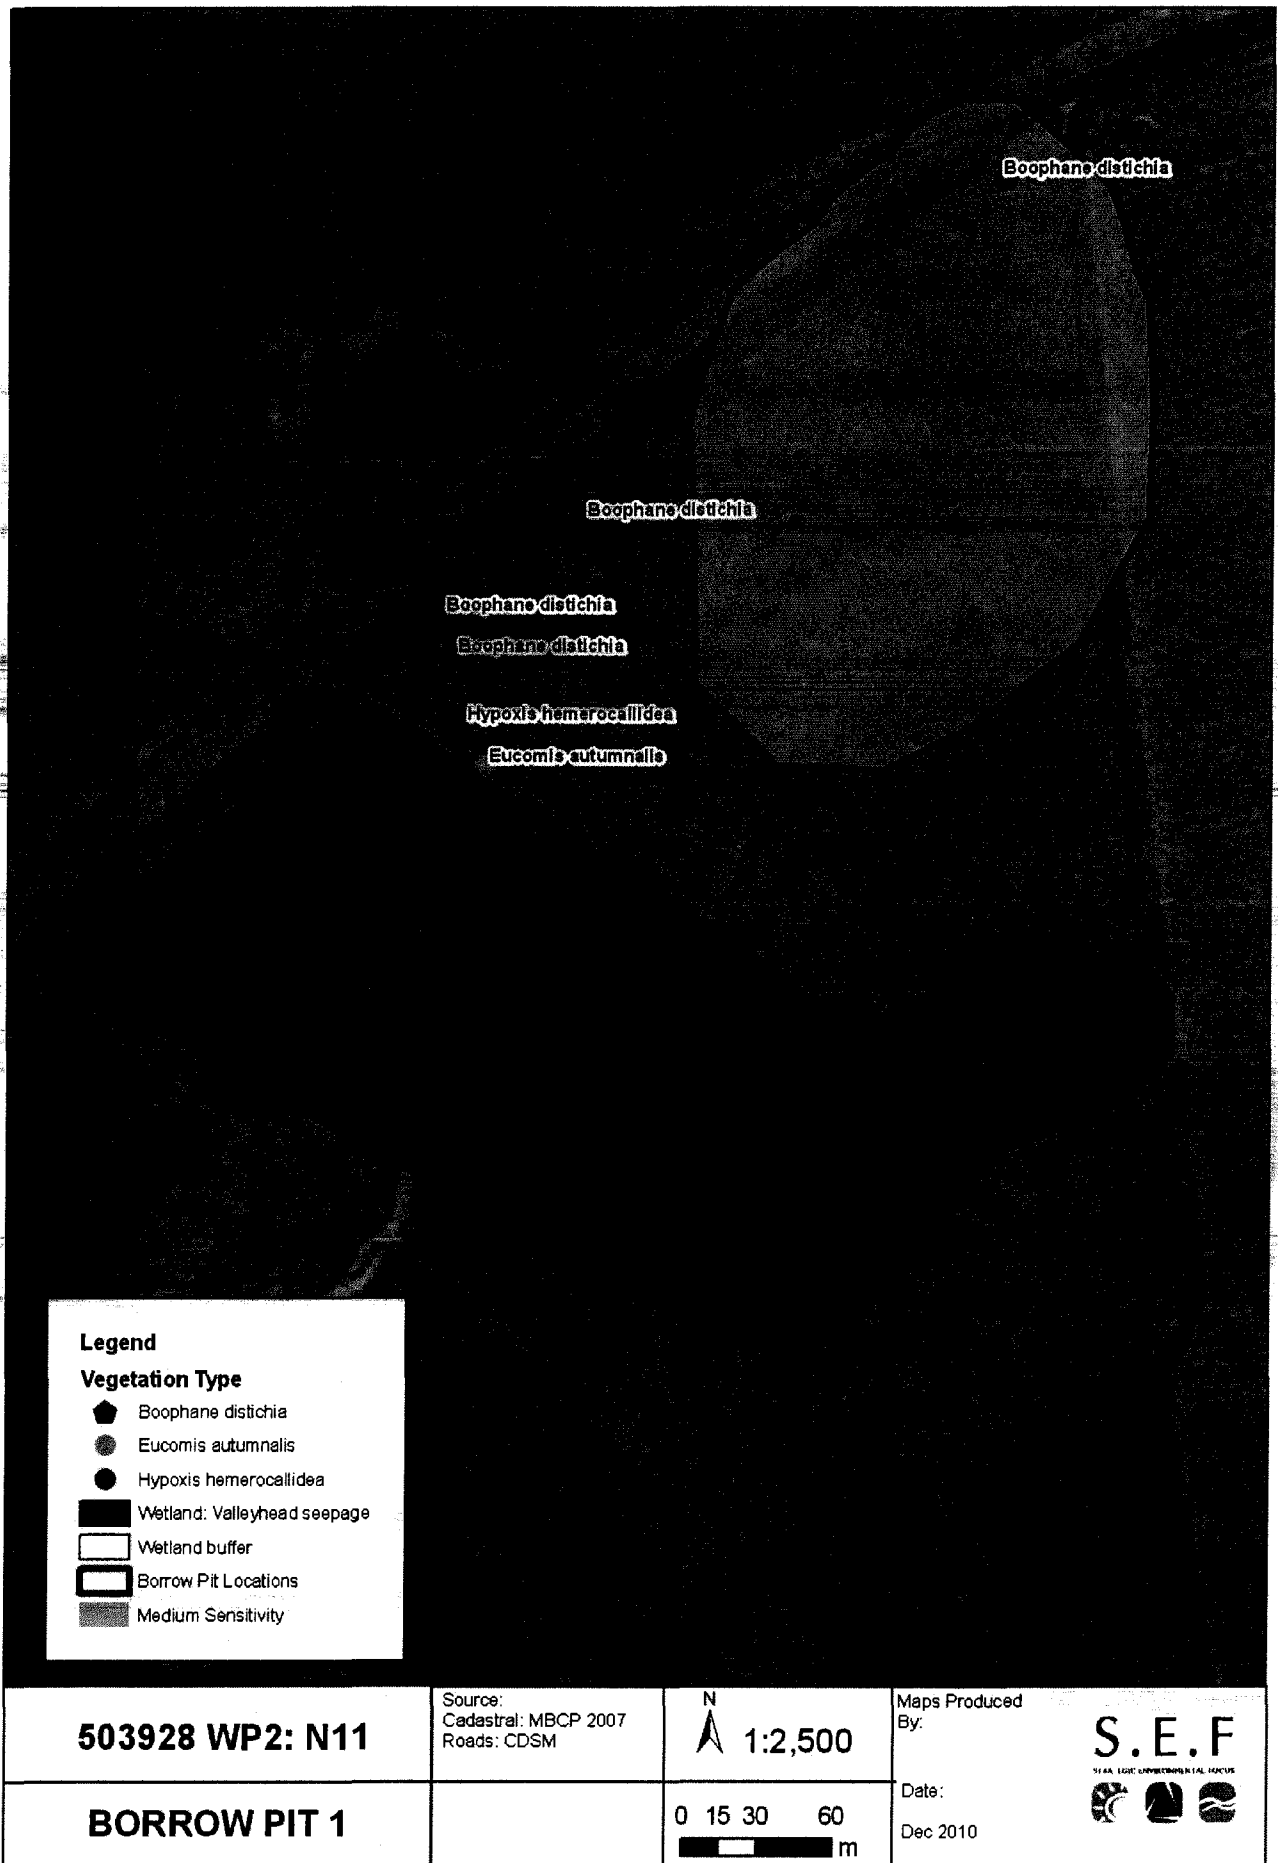 Boophane distichia
Boophane distichia
Boophane distichia
Boophane distichia
Hypoxis hemerocallidea
Eucomis autumnalis
Legend
Vegetation Type
Boophane distichia
Eucomis autumnalis
Hypoxis hemerocallidea
Wetland: Valleyhead seepage
Wetland buffer
Borrow Pit Locations
Medium Sensitivity
503928 WP2: N11
BORROW PIT 1
Source:
Cadastral: MBCP 2007
Roads: CDSM
N
1:2,500
0 15 30 60
m
Maps Produced
By:
S.E.F
Date:
Dec 2010